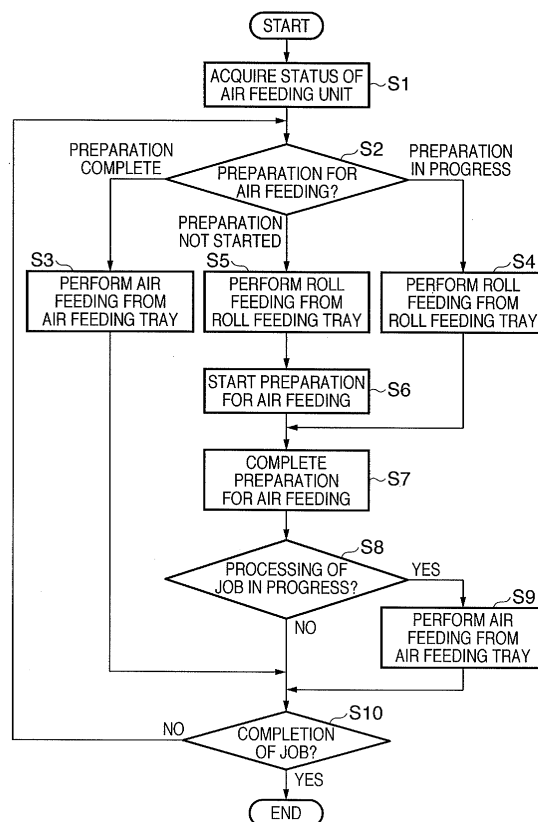 START
ACQUIRE STATUS OF
AIR FEEDING UNIT
S1
S2
PREPARATION
COMPLETE
PREPARATION FOR
AIR FEEDING?
PREPARATION
IN PROGRESS
PREPARATION
NOT STARTED
S3
PERFORM AIR
FEEDING FROM
AIR FEEDING TRAY
S5
PERFORM ROLL
FEEDING FROM
ROLL FEEDING TRAY
S4
PERFORM ROLL
FEEDING FROM
ROLL FEEDING TRAY
START PREPARATION
FOR AIR FEEDING
S6
COMPLETE
PREPARATION
FOR AIR FEEDING
S7
S8
PROCESSING OF
JOB IN PROGRESS?
YES
NO
S9
PERFORM AIR
FEEDING FROM
AIR FEEDING TRAY
S10
NO
COMPLETION
OF JOB?
YES
END